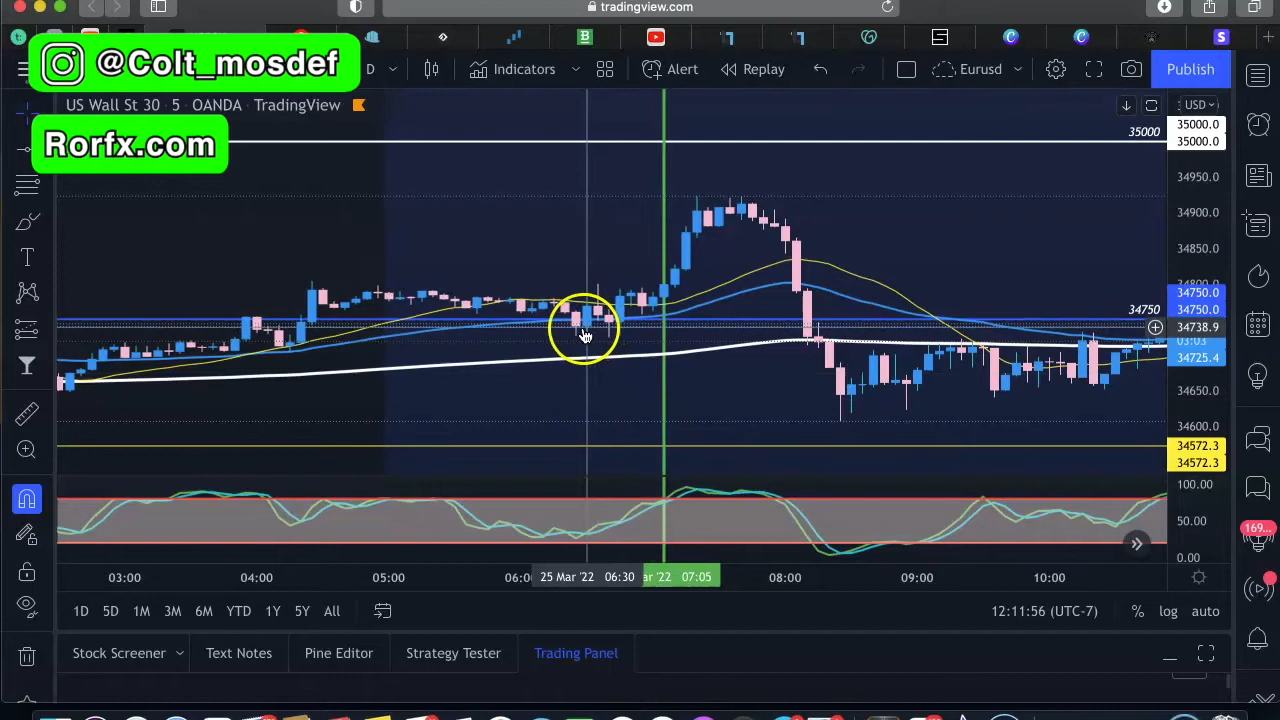 tradingview.com
@Colt_mosdef
D
Indicators
Alert
Replay
Eurusd
Publish
US Wall St 30 · 5 · OANDA · TradingView
USD
Rorfx.com
35000
35000.0
35000.0
34950.0
34900.0
34850.0
34750.0
34750
34750.0
34738.9
03:03
34725.4
34650.0
34600.0
34572.3
34572.3
100.00
50.00
0.00
169...
03:00
04:00
05:00
25 Mar '22 06:30
07:05
08:00
09:00
10:00
1D
5D
1M
3M
6M
YTD
1Y
5Y
All
12:11:56 (UTC-7)
%
log
auto
Stock Screener
Text Notes
Pine Editor
Strategy Tester
Trading Panel